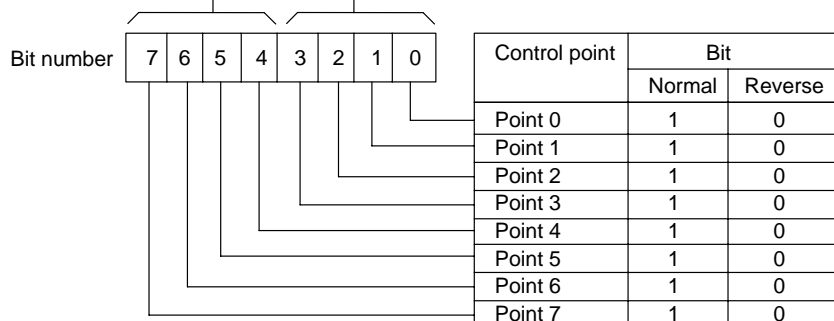 Bit number 7 6 5 4 3 2 1 0
Control point Bit
Normal Reverse
Point 0 1 0
Point 1 1 0
Point 2 1 0
Point 3 1 0
Point 4 1 0
Point 5 1 0
Point 6 1 0
Point 7 1 0